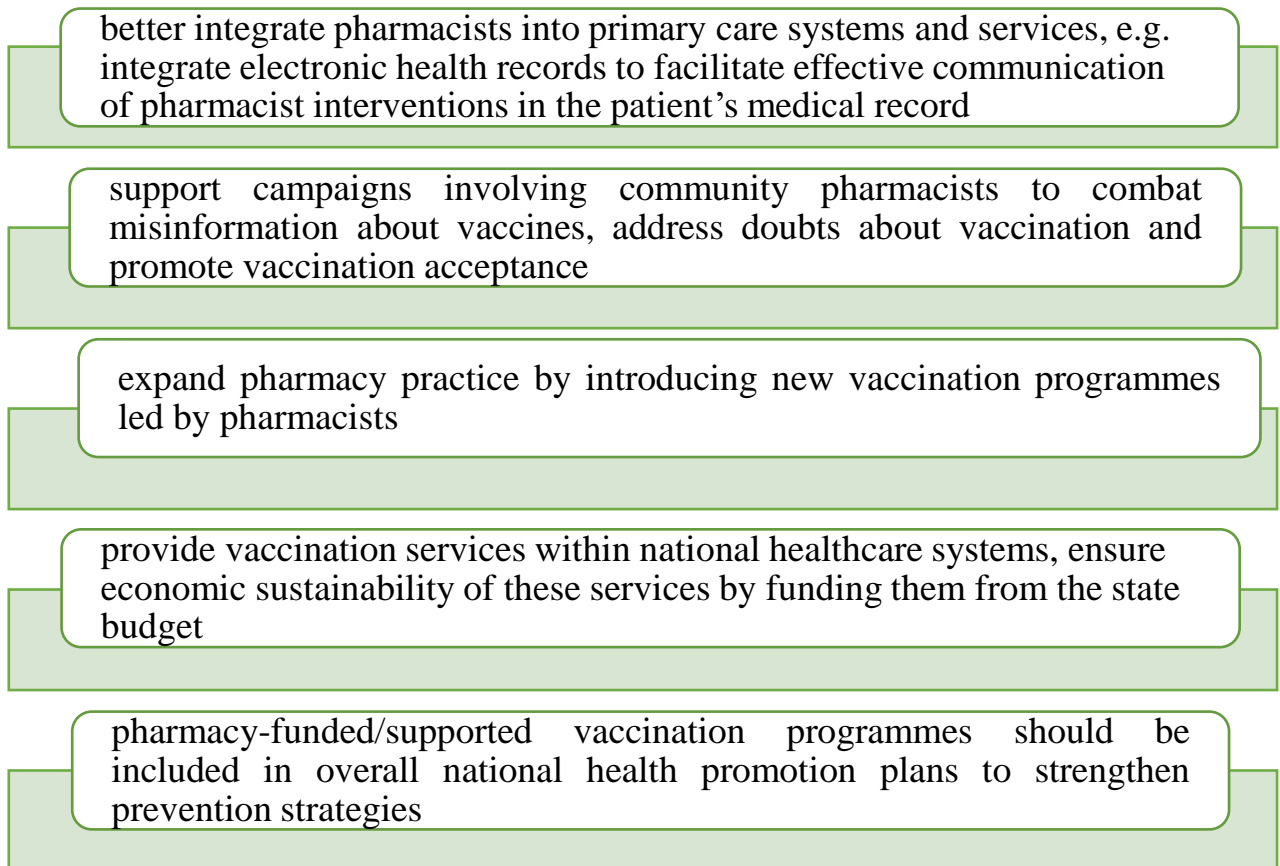 better integrate pharmacists into primary care systems and services, e.g.
integrate electronic health records to facilitate effective communication
of pharmacist interventions in the patient’s medical record
support campaigns involving community pharmacists to combat
misinformation about vaccines, address doubts about vaccination and
promote vaccination acceptance
expand pharmacy practice by introducing new vaccination programmes
led by pharmacists
provide vaccination services within national healthcare systems, ensure
economic sustainability of these services by funding them from the state
budget
pharmacy-funded/supported vaccination programmes should be
included in overall national health promotion plans to strengthen
prevention strategies